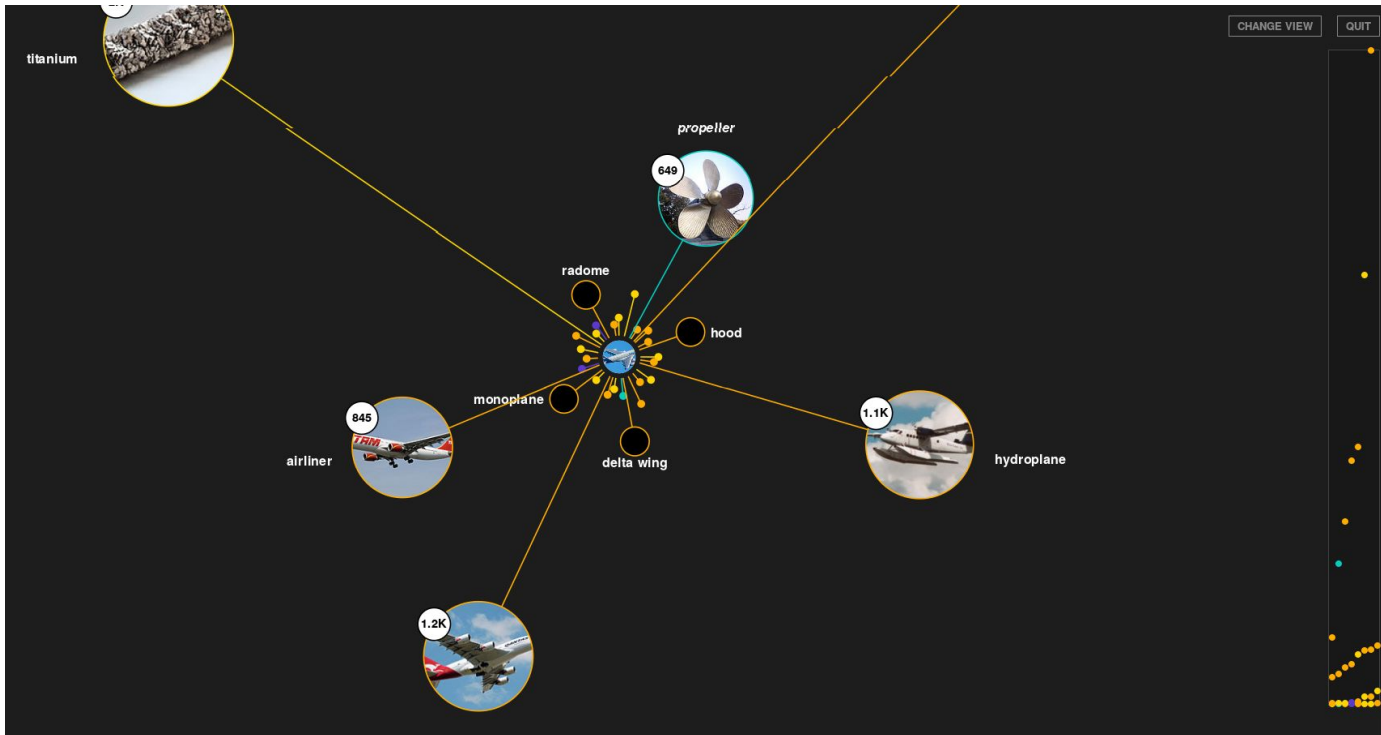 CHANGE VIEW
QUIT
titanium
propeller
649
radome
hood
monoplane
845
TAM
airliner
delta wing
1.1K
hydroplane
1.2K